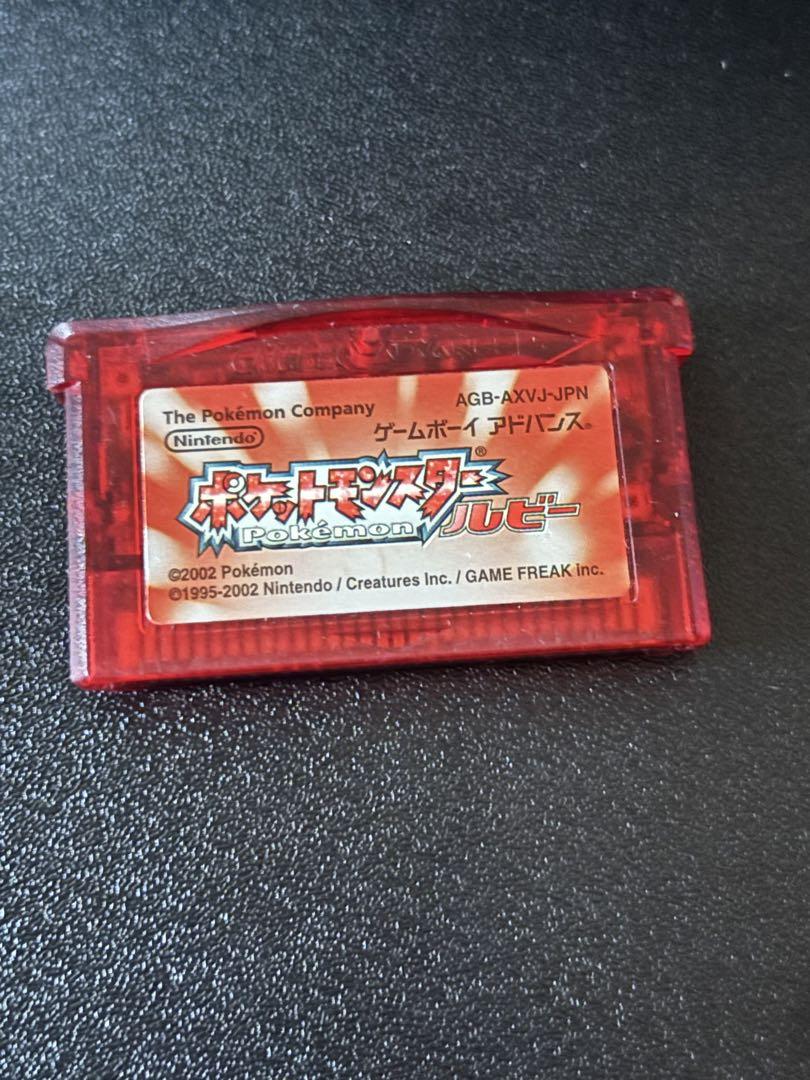 AGB-AXVJ-JPN
The Pokémon Company
Nintendo®
ゲームボーイ アドバンス®
ポケットモンスター®
Pokémon
ルビー
©2002 Pokémon
©1995-2002 Nintendo / Creatures Inc. / GAME FREAK inc.